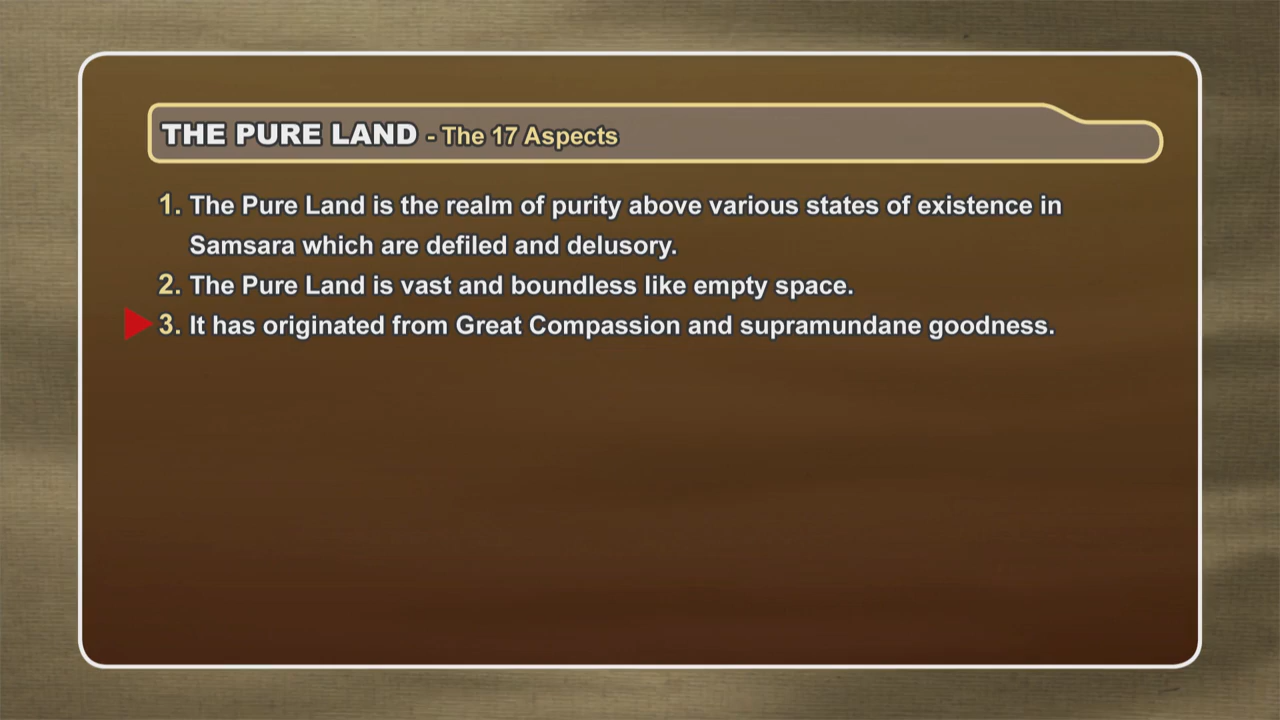 THE PURE LAND - The 17 Aspects
1. The Pure Land is the realm of purity above various states of existence in
Samsara which are defiled and delusory.
2. The Pure Land is vast and boundless like empty space.
3. It has originated from Great Compassion and supramundane goodness.